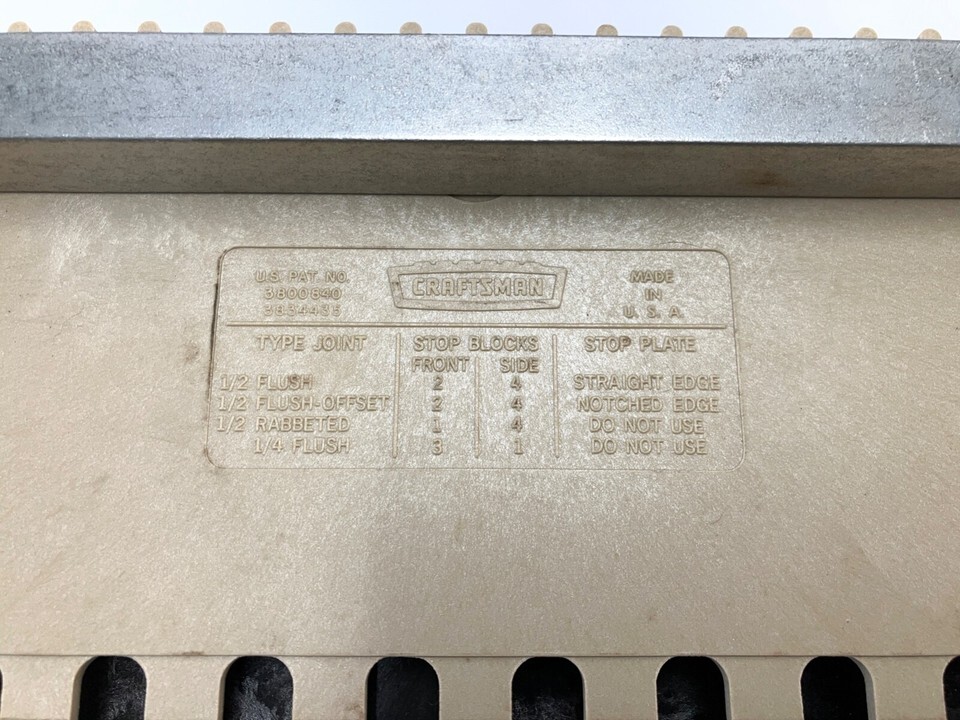 U.S. PAT. NO. CRAFTSMAN MADE
3800840 IN
3834435 U. S. A.
TYPE JOINT STOP BLOCKS STOP PLATE
FRONT SIDE
1/2 FLUSH 2 4 STRAIGHT EDGE
1/2 FLUSH-OFFSET 2 4 NOTCHED EDGE
1/2 RABBETED 1 4 DO NOT USE
1/4 FLUSH 3 1 DO NOT USE